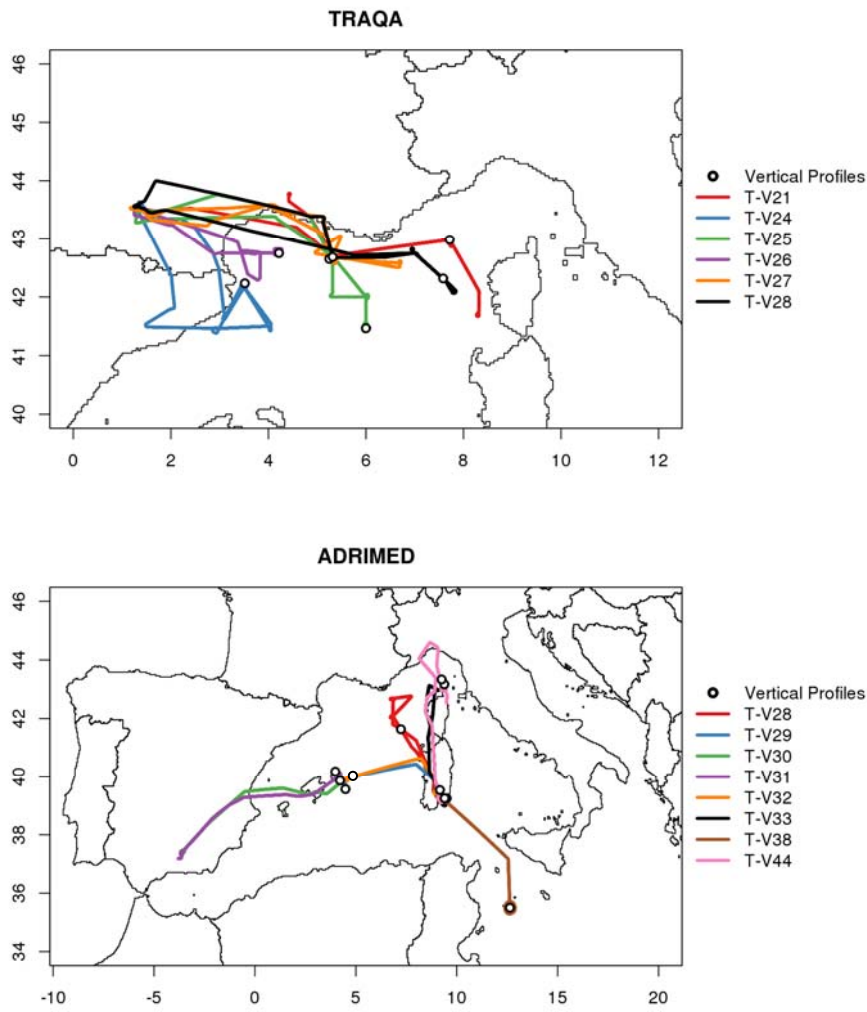 TRAQA
46
45
44
43
42
41
40
0 2 4 6 8 10 12
Vertical Profiles
T-V21
T-V24
T-V25
T-V26
T-V27
T-V28
ADRIMED
46
44
42
40
38
36
34
-10 -5 0 5 10 15 20
Vertical Profiles
T-V28
T-V29
T-V30
T-V31
T-V32
T-V33
T-V38
T-V44